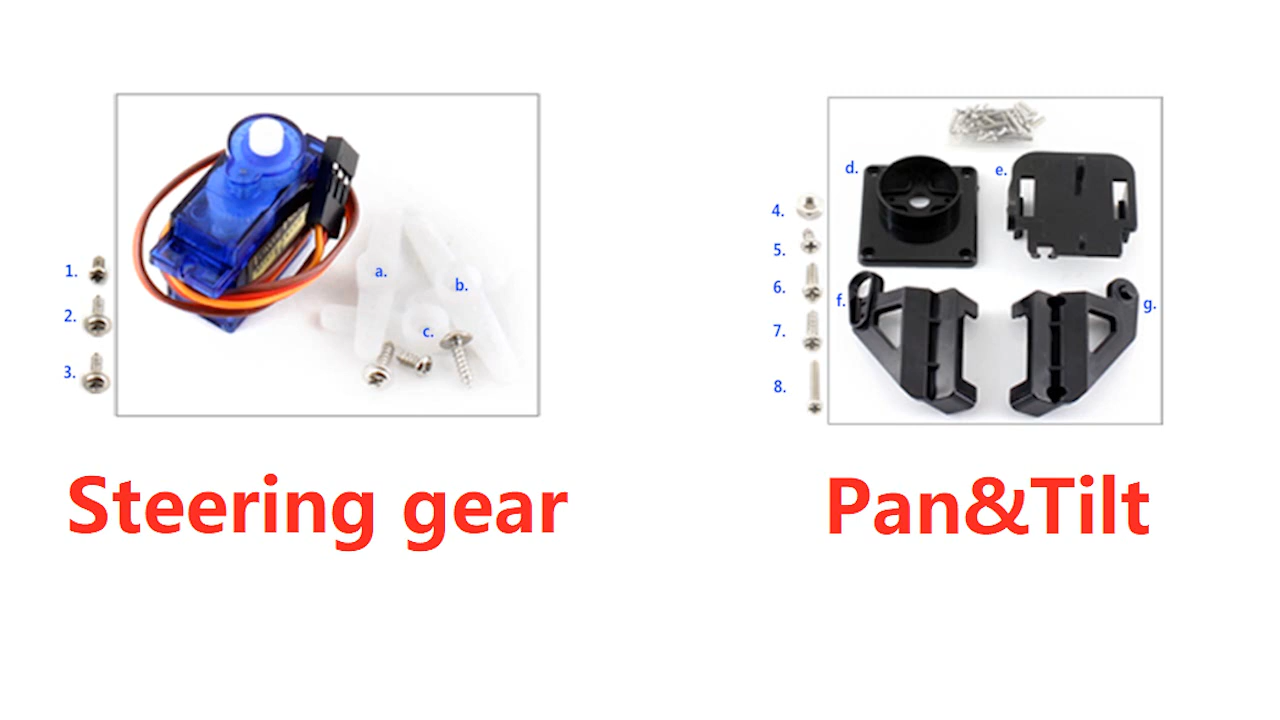 1.
2.
3.
a.
b.
c.
Steering gear
4.
5.
6.
7.
8.
d.
e.
f.
g.
Pan&Tilt